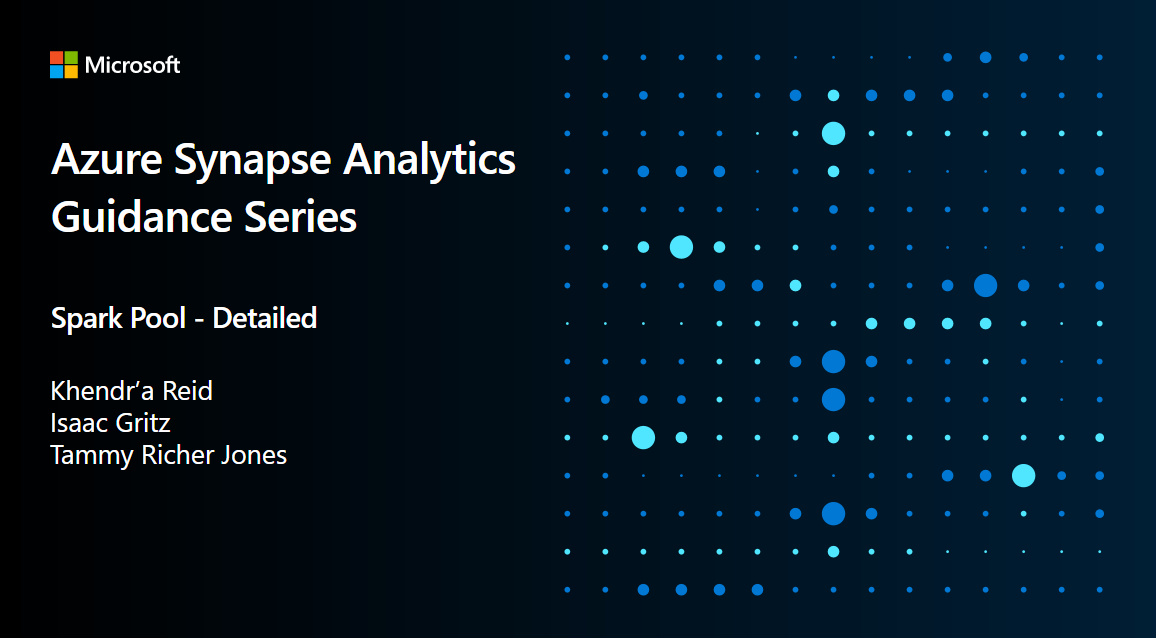 Microsoft
Azure Synapse Analytics
Guidance Series
Spark Pool - Detailed
Khendr’a Reid
Isaac Gritz
Tammy Richer Jones